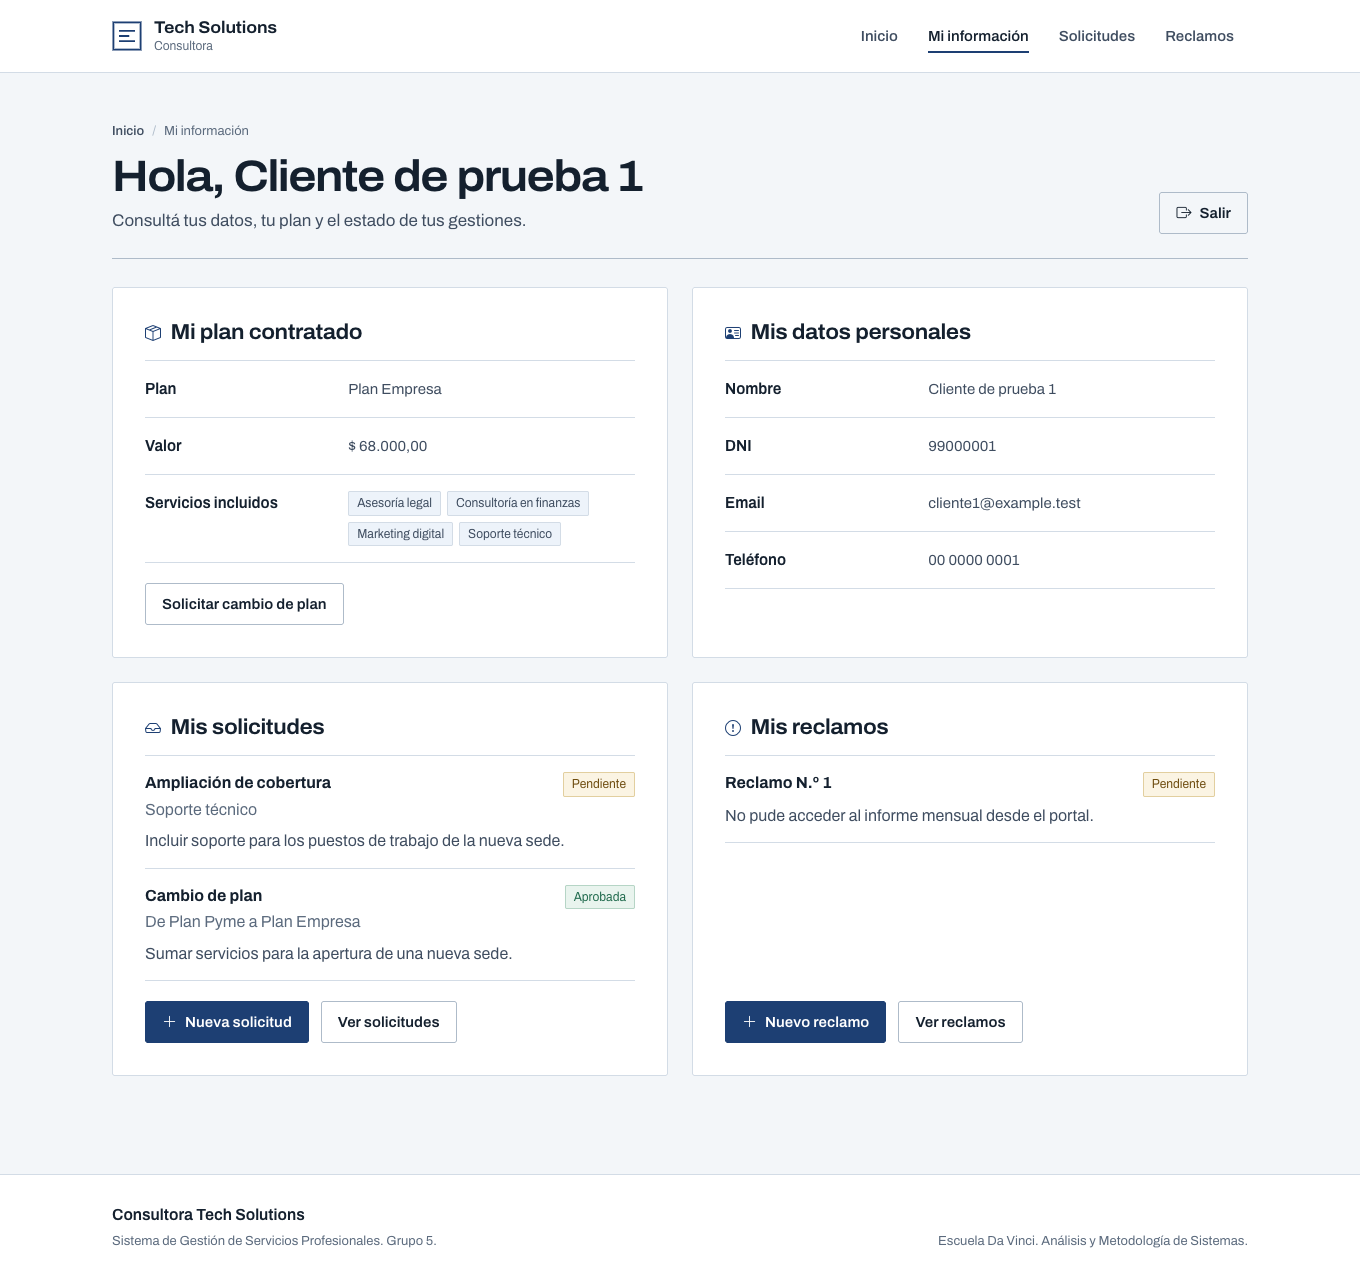 Tech Solutions
Consultora
Inicio
Mi información
Solicitudes
Reclamos
Inicio / Mi información
Hola, Cliente de prueba 1
Consultá tus datos, tu plan y el estado de tus gestiones.
Salir
Mi plan contratado
Plan
Plan Empresa
Valor
$ 68.000,00
Servicios incluidos
Asesoría legal
Consultoría en finanzas
Marketing digital
Soporte técnico
Solicitar cambio de plan
Mis datos personales
Nombre
Cliente de prueba 1
DNI
99000001
Email
cliente1@example.test
Teléfono
00 0000 0001
Mis solicitudes
Ampliación de cobertura
Pendiente
Soporte técnico
Incluir soporte para los puestos de trabajo de la nueva sede.
Cambio de plan
Aprobada
De Plan Pyme a Plan Empresa
Sumar servicios para la apertura de una nueva sede.
Nueva solicitud
Ver solicitudes
Mis reclamos
Reclamo N.º 1
Pendiente
No pude acceder al informe mensual desde el portal.
Nuevo reclamo
Ver reclamos
Consultora Tech Solutions
Sistema de Gestión de Servicios Profesionales. Grupo 5.
Escuela Da Vinci. Análisis y Metodología de Sistemas.